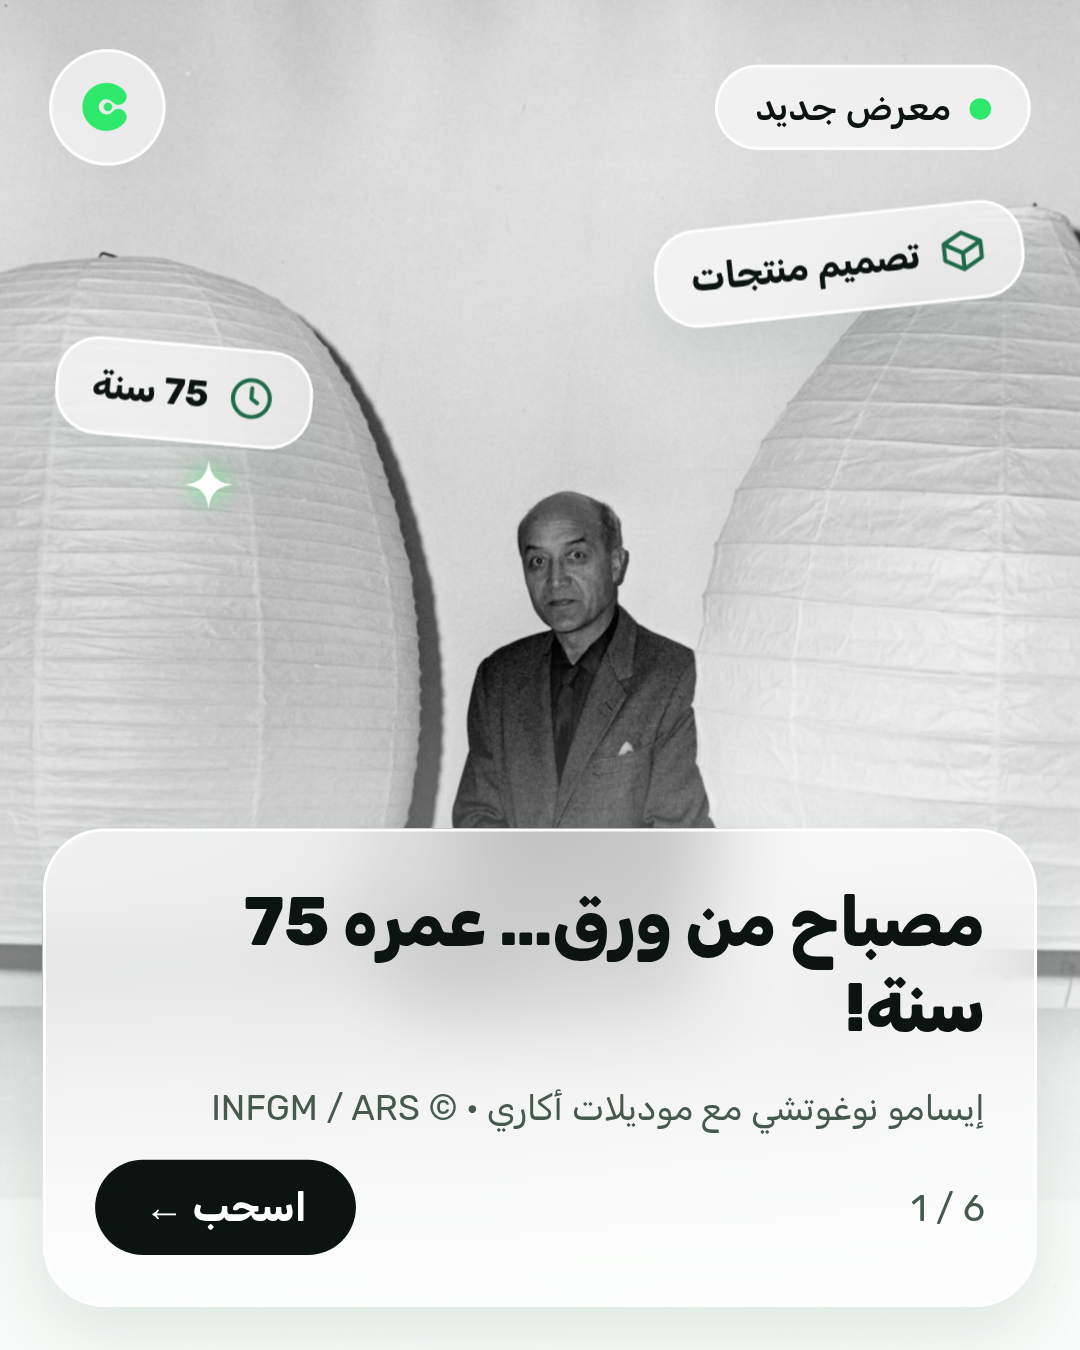 معرض جديد
تصميم منتجات
75 سنة
مصباح من ورق... عمره 75
سنة!
إيسامو نوغوتشي مع موديلات أكاري • © INFGM / ARS
1 / 6
اسحب ←